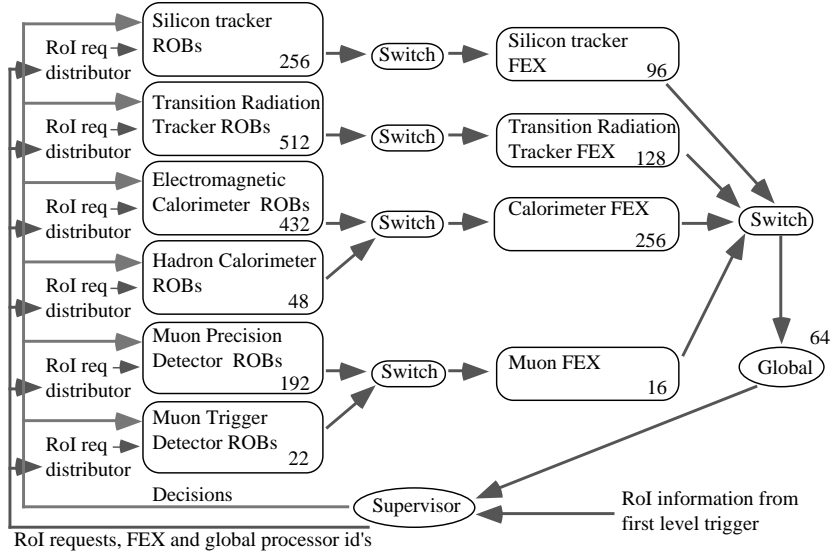 Silicon tracker
ROBs
256
RoI req
distributor
Switch
Silicon tracker
FEX
96
Transition Radiation
Tracker ROBs
512
RoI req
distributor
Switch
Transition Radiation
Tracker FEX
128
Electromagnetic
Calorimeter ROBs
432
RoI req
distributor
Switch
Calorimeter FEX
256
Switch
Hadron Calorimeter
ROBs
48
RoI req
distributor
Muon Precision
Detector ROBs
192
RoI req
distributor
Switch
Muon FEX
16
64
Global
Muon Trigger
Detector ROBs
22
RoI req
distributor
Decisions
Supervisor
RoI information from
first level trigger
RoI requests, FEX and global processor id's